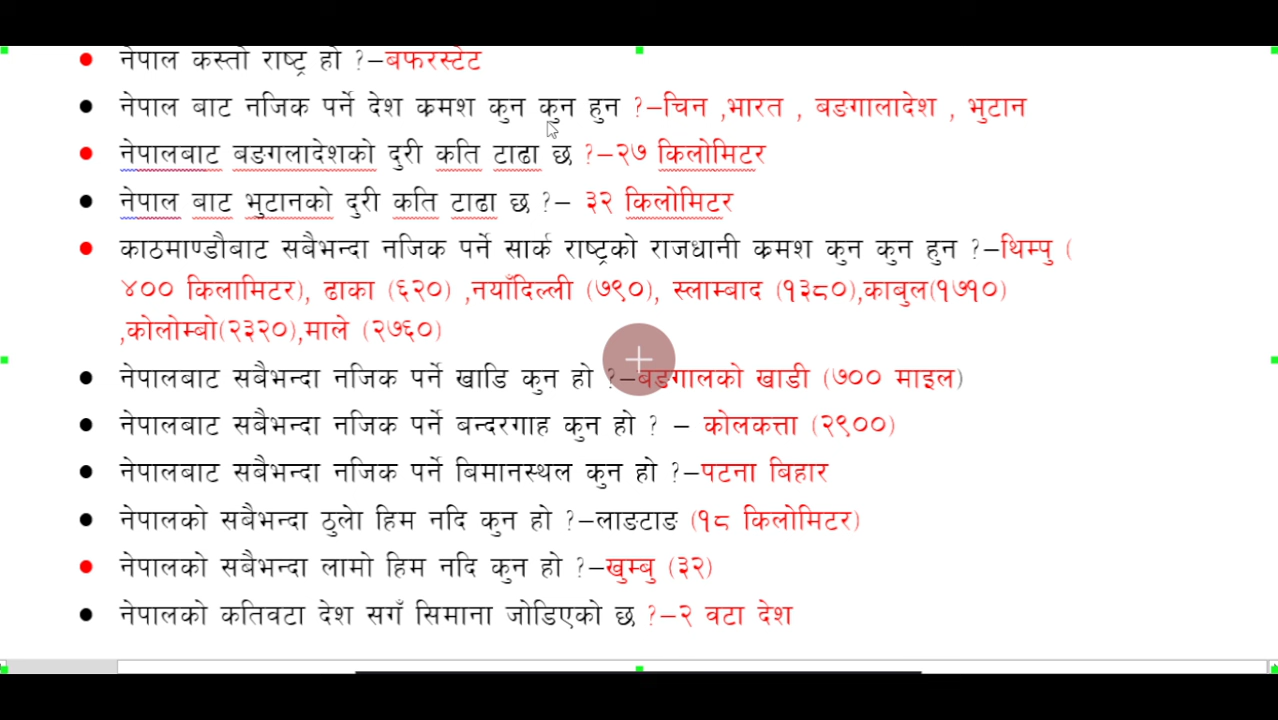 नेपाल कस्तो राष्ट्र हो ?–बफरस्टेट
नेपाल बाट नजिक पर्ने देश क्रमश कुन कुन हुन ?–चिन ,भारत , बङगालादेश , भुटान
नेपालबाट बङगलादेशको दुरी कति टाढा छ ?–२७ किलोमिटर
नेपाल बाट भुटानको दुरी कति टाढा छ ?– ३२ किलोमिटर
काठमाण्डौबाट सबैभन्दा नजिक पर्ने सार्क राष्ट्रको राजधानी क्रमश कुन कुन हुन ?–थिम्पु (
४०० किलामिटर), ढाका (६२०) ,नयाँदिल्ली (७९०), स्लाम्बाद (१३८०),काबुल(१७१०)
,कोलोम्बो(२३२०),माले (२७६०)
नेपालबाट सबैभन्दा नजिक पर्ने खाडि कुन हो ?–बङगालको खाडी (७०० माइल)
नेपालबाट सबैभन्दा नजिक पर्ने बन्दरगाह कुन हो ? – कोलकत्ता (२९००)
नेपालबाट सबैभन्दा नजिक पर्ने बिमानस्थल कुन हो ?–पटना बिहार
नेपालको सबैभन्दा ठुलो हिम नदि कुन हो ?–लाङटाङ (१८ किलोमिटर)
नेपालको सबैभन्दा लामो हिम नदि कुन हो ?–खुम्बु (३२)
नेपालको कतिवटा देश सगँ सिमाना जोडिएको छ ?–२ वटा देश